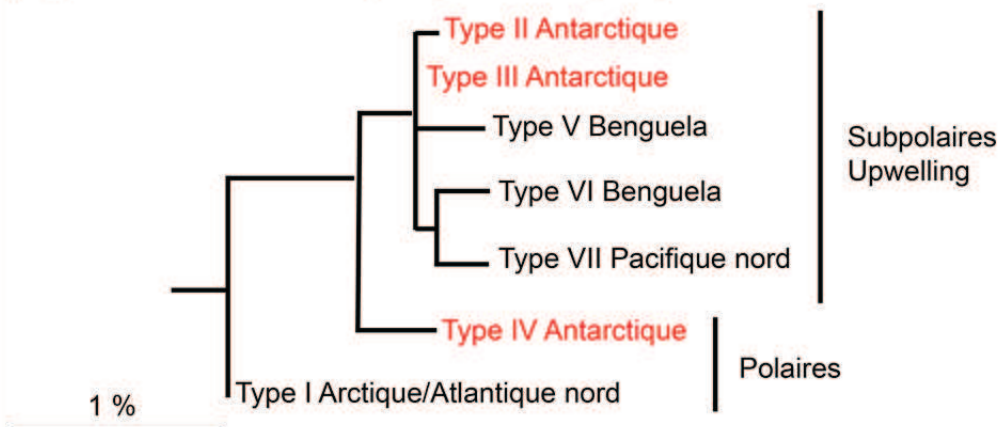 Type II Antarctique
Type III Antarctique
Type V Benguela
Type VI Benguela
Type VII Pacifique nord
Subpolaires
Upwelling
Type IV Antarctique
Type I Arctique/Atlantique nord
Polaires
1 %